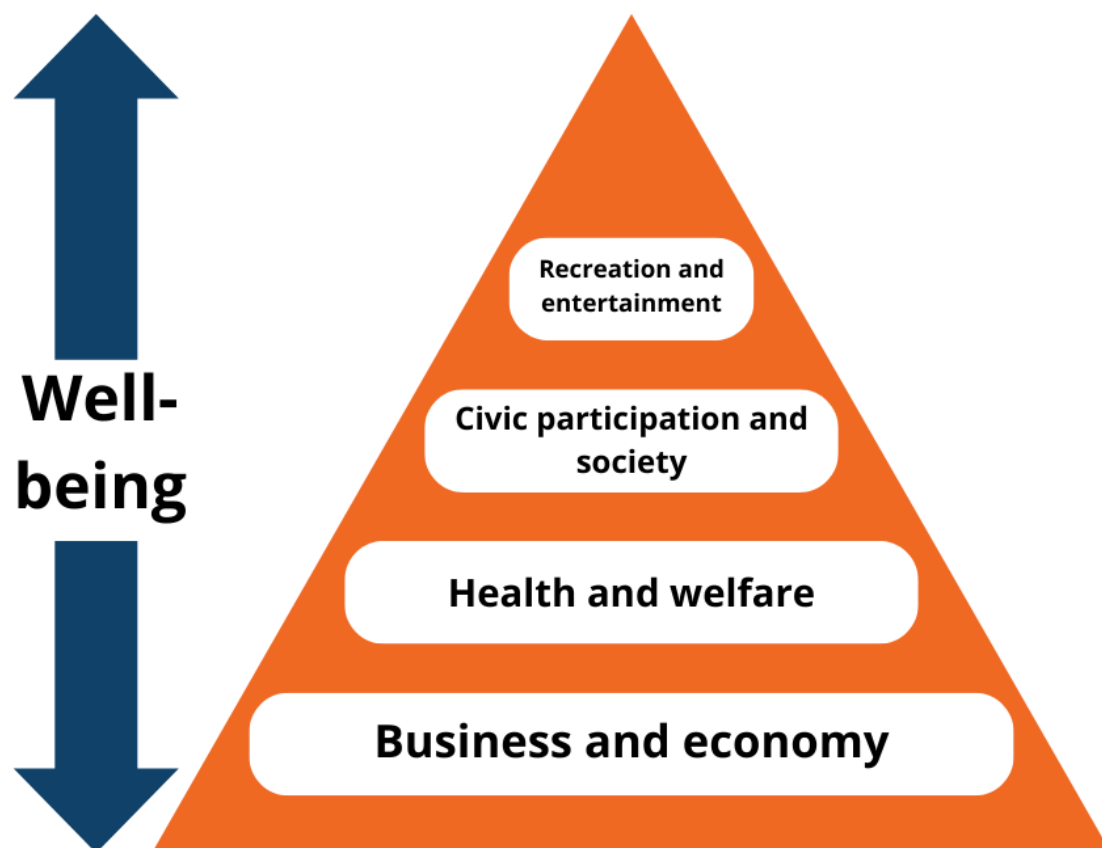 Well-
being
Recreation and
entertainment
Civic participation and
society
Health and welfare
Business and economy